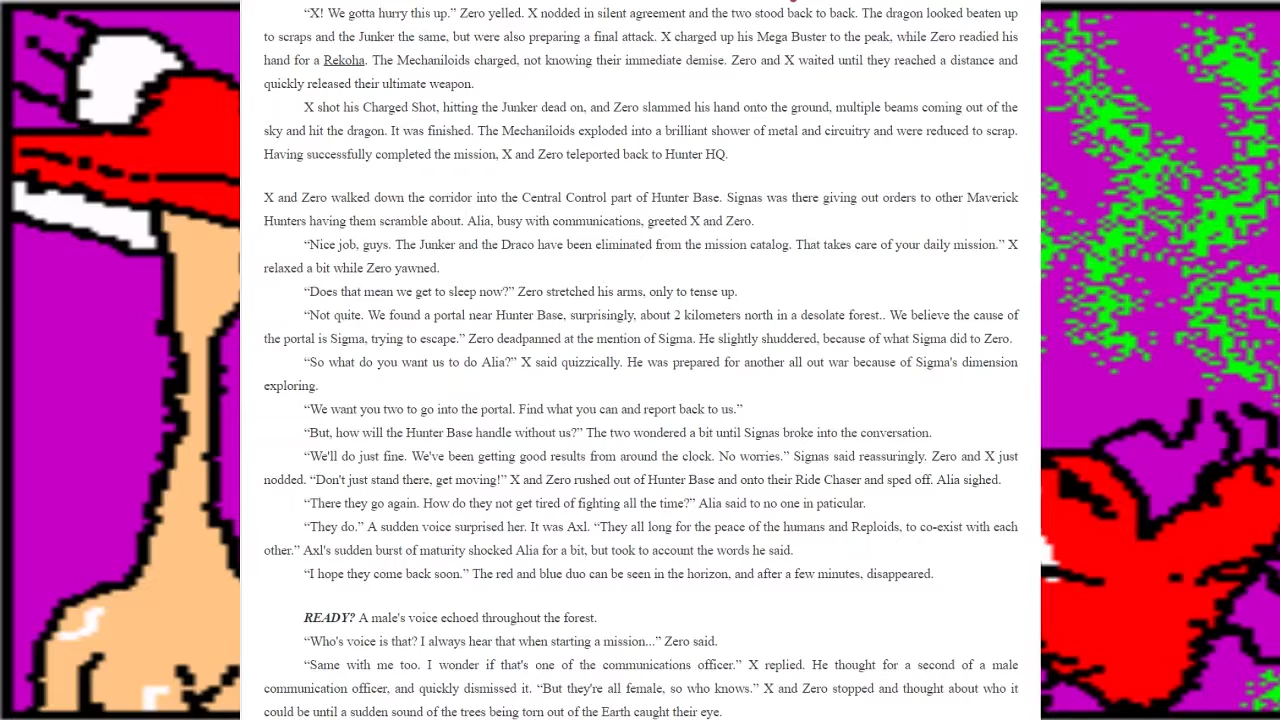 “X! We gotta hurry this up.” Zero yelled. X nodded in silent agreement and the two stood back to back. The dragon looked beaten up
to scraps and the Junker the same, but were also preparing a final attack. X charged up his Mega Buster to the peak, while Zero readied his
hand for a Rekoha. The Mechaniloids charged, not knowing their immediate demise. Zero and X waited until they reached a distance and
quickly released their ultimate weapon.
X shot his Charged Shot, hitting the Junker dead on, and Zero slammed his hand onto the ground, multiple beams coming out of the
sky and hit the dragon. It was finished. The Mechaniloids exploded into a brilliant shower of metal and circuitry and were reduced to scrap.
Having successfully completed the mission, X and Zero teleported back to Hunter HQ.
X and Zero walked down the corridor into the Central Control part of Hunter Base. Signas was there giving out orders to other Maverick
Hunters having them scramble about. Alia, busy with communications, greeted X and Zero.
“Nice job, guys. The Junker and the Draco have been eliminated from the mission catalog. That takes care of your daily mission.” X
relaxed a bit while Zero yawned.
“Does that mean we get to sleep now?” Zero stretched his arms, only to tense up.
“Not quite. We found a portal near Hunter Base, surprisingly, about 2 kilometers north in a desolate forest.. We believe the cause of
the portal is Sigma, trying to escape.” Zero deadpanned at the mention of Sigma. He slightly shuddered, because of what Sigma did to Zero.
“So what do you want us to do Alia?” X said quizzically. He was prepared for another all out war because of Sigma's dimension
exploring.
“We want you two to go into the portal. Find what you can and report back to us.”
“But, how will the Hunter Base handle without us?” The two wondered a bit until Signas broke into the conversation.
“We'll do just fine. We've been getting good results from around the clock. No worries.” Signas said reassuringly. Zero and X just
nodded. “Don't just stand there, get moving!” X and Zero rushed out of Hunter Base and onto their Ride Chaser and sped off. Alia sighed.
“There they go again. How do they not get tired of fighting all the time?” Alia said to no one in paticular.
“They do.” A sudden voice surprised her. It was Axl. “They all long for the peace of the humans and Reploids, to co-exist with each
other.” Axl's sudden burst of maturity shocked Alia for a bit, but took to account the words he said.
“I hope they come back soon.” The red and blue duo can be seen in the horizon, and after a few minutes, disappeared.
READY? A male's voice echoed throughout the forest.
“Who's voice is that? I always hear that when starting a mission...” Zero said.
“Same with me too. I wonder if that's one of the communications officer.” X replied. He thought for a second of a male
communication officer, and quickly dismissed it. “But they're all female, so who knows.” X and Zero stopped and thought about who it
could be until a sudden sound of the trees being torn out of the Earth caught their eye.